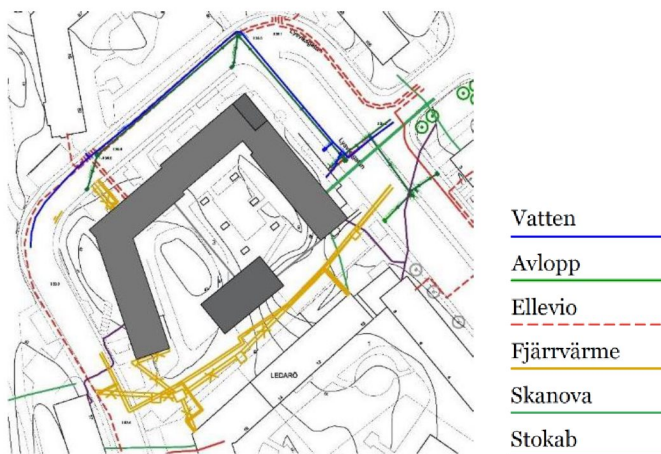 LEDARÖ
Vatten
Avlopp
Ellevio
Fjärrvärme
Skanova
Stokab